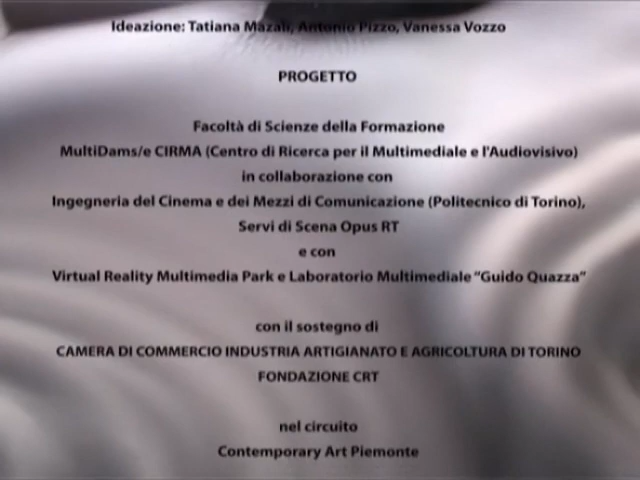 Ideazione: Tatiana Mazali, Antonio Pizzo, Vanessa Vozzo
PROGETTO
Facoltà di Scienze della Formazione
MultiDams/e CIRMA (Centro di Ricerca per il Multimediale e l'Audiovisivo)
in collaborazione con
Ingegneria del Cinema e dei Mezzi di Comunicazione (Politecnico di Torino),
Servi di Scena Opus RT
e con
Virtual Reality Multimedia Park e Laboratorio Multimediale "Guido Quazza"
con il sostegno di
CAMERA DI COMMERCIO INDUSTRIA ARTIGIANATO E AGRICOLTURA DI TORINO
FONDAZIONE CRT
nel circuito
Contemporary Art Piemonte